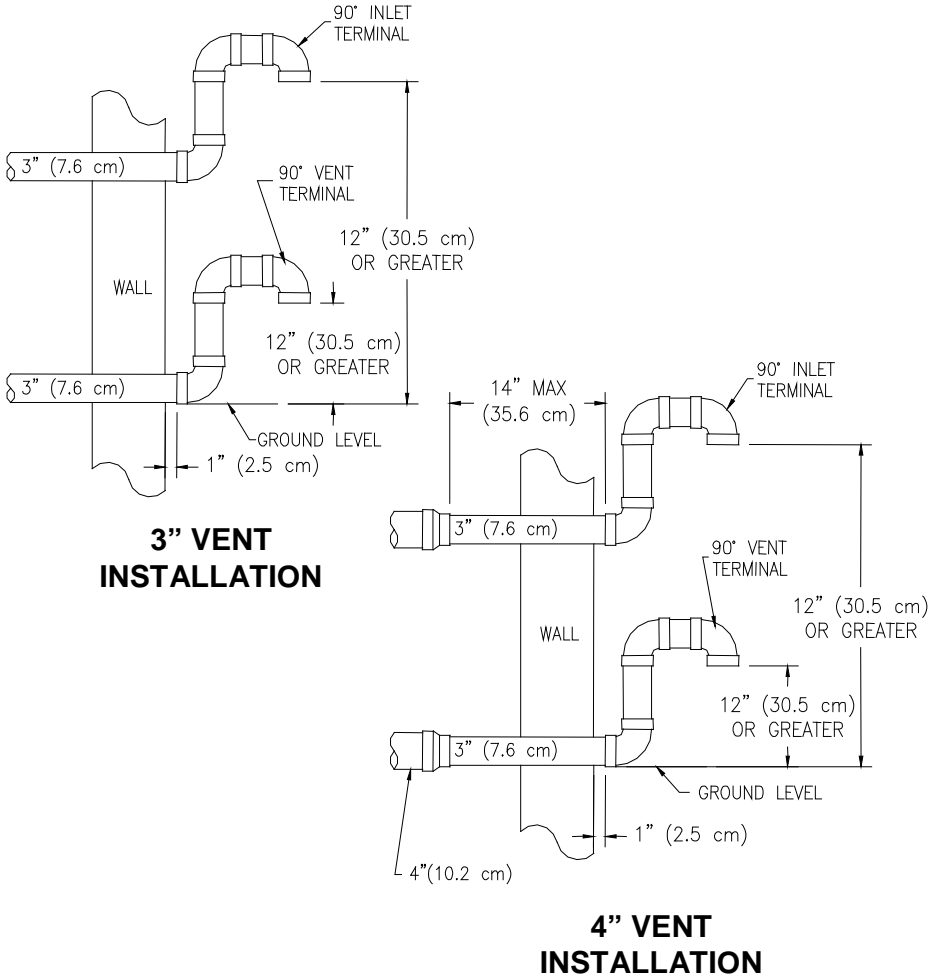 90° INLET
TERMINAL
3” (7.6 cm)
90° VENT
TERMINAL
12” (30.5 cm)
OR GREATER
WALL
12” (30.5 cm)
OR GREATER
3” (7.6 cm)
GROUND LEVEL
1” (2.5 cm)
3” VENT
INSTALLATION
14” MAX
(35.6 cm)
90° INLET
TERMINAL
3” (7.6 cm)
90° VENT
TERMINAL
12” (30.5 cm)
OR GREATER
WALL
12” (30.5 cm)
OR GREATER
3” (7.6 cm)
GROUND LEVEL
1” (2.5 cm)
4”(10.2 cm)
4” VENT
INSTALLATION